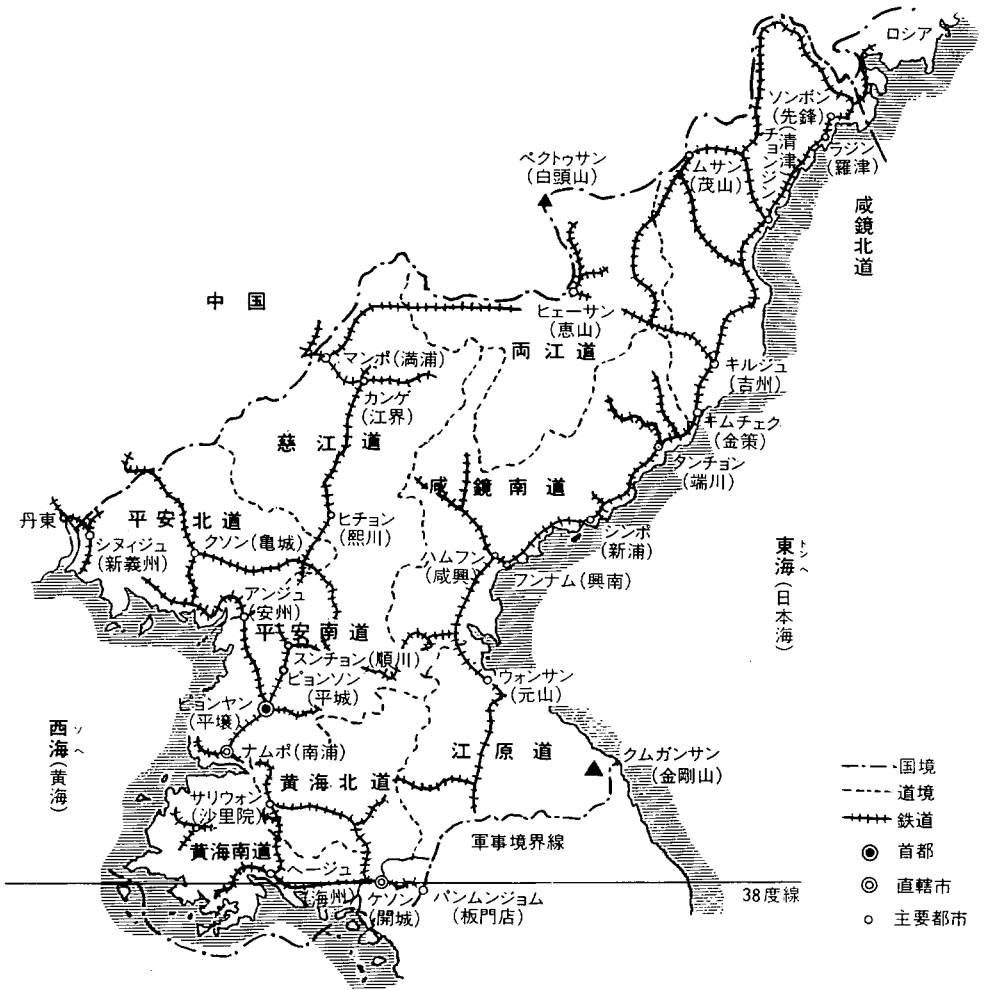 ロシア
ソンボン
(先鋒)
チョンジン
(清津)
ラジン
(羅津)
ムサン
(茂山)
ペクトゥサン
(白頭山)
咸鏡北道
中国
ヒェーサン
(恵山)
両江道
マンポ(満浦)
カンゲ
(江界)
キルジュ
(吉州)
慈江道
キムチェク
(金策)
タンチョン
(端川)
咸鏡南道
丹東
平安北道
シヌィジュ
(新義州)
クソン(亀城)
ヒチョン
(熙川)
シンポ
(新浦)
ハムフン
(咸興)
フンナム(興南)
トンヘ
東海(日本海)
アンジュ
(安州)
平安南道
スンチョン(順川)
ピョンソン
(平城)
ピョンヤン
(平壌)
ウォンサン
(元山)
ソヘ
西海(黄海)
ナムポ(南浦)
江原道
クムガンサン
(金剛山)
黄海北道
サリウォン
(沙里院)
軍事境界線
黄海南道
ヘージュ
(海州)
ケソン
(開城)
パンムンジョム
(板門店)
38度線
国境
道境
鉄道
首都
直轄市
主要都市